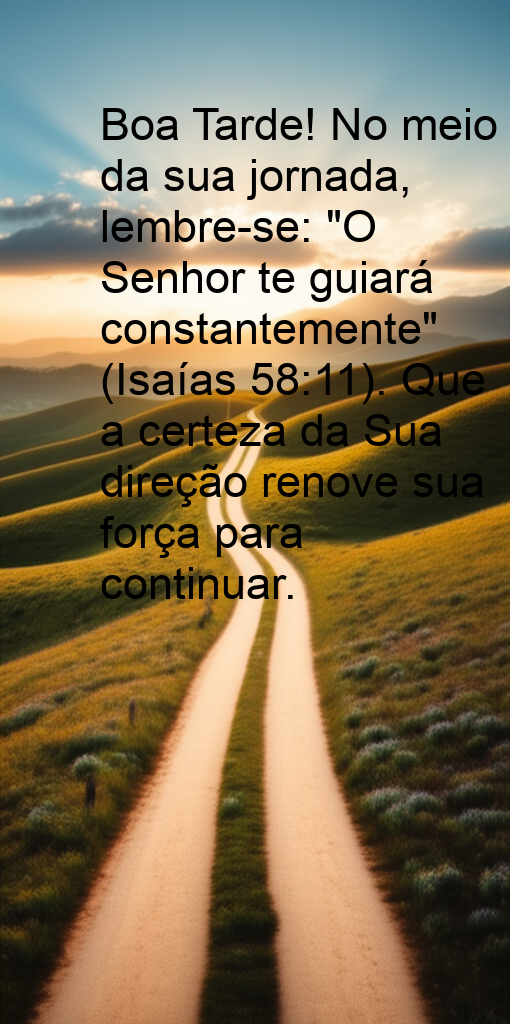 Boa Tarde! No meio
da sua jornada,
lembre-se: "O
Senhor te guiará
constantemente"
(Isaías 58:11). Que
a certeza da Sua
direção renove sua
força para
continuar.